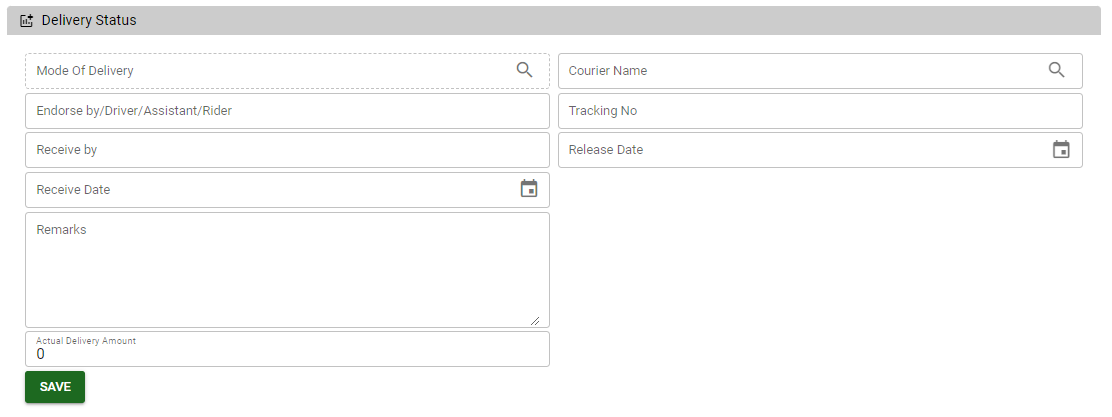 Delivery Status
Mode Of Delivery
Courier Name
Endorse by/Driver/Assistant/Rider
Tracking No
Receive by
Release Date
Receive Date
Remarks
Actual Delivery Amount
0
SAVE